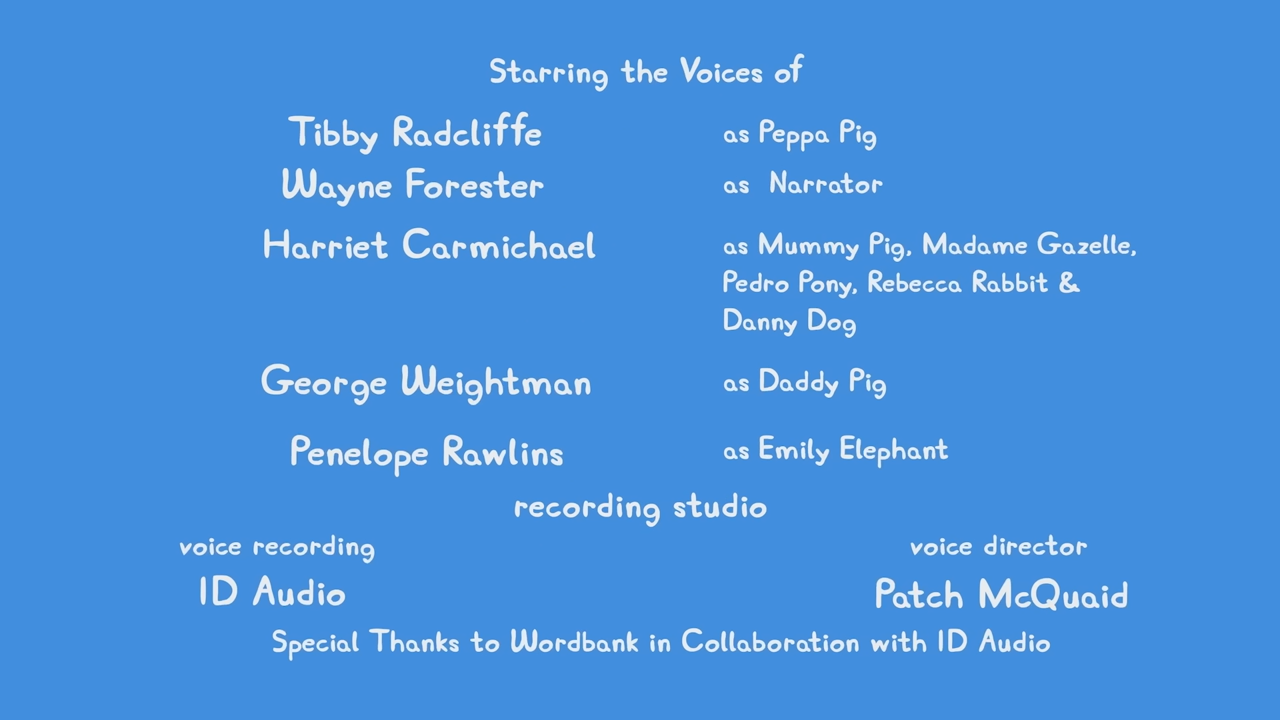 Starring the Voices of
Tibby Radcliffe as Peppa Pig
Wayne Forester as Narrator
Harriet Carmichael as Mummy Pig, Madame Gazelle,
Pedro Pony, Rebecca Rabbit &
Danny Dog
George Weightman as Daddy Pig
Penelope Rawlins as Emily Elephant
recording studio
voice recording voice director
ID Audio Patch McQuaid
Special Thanks to Wordbank in Collaboration with ID Audio